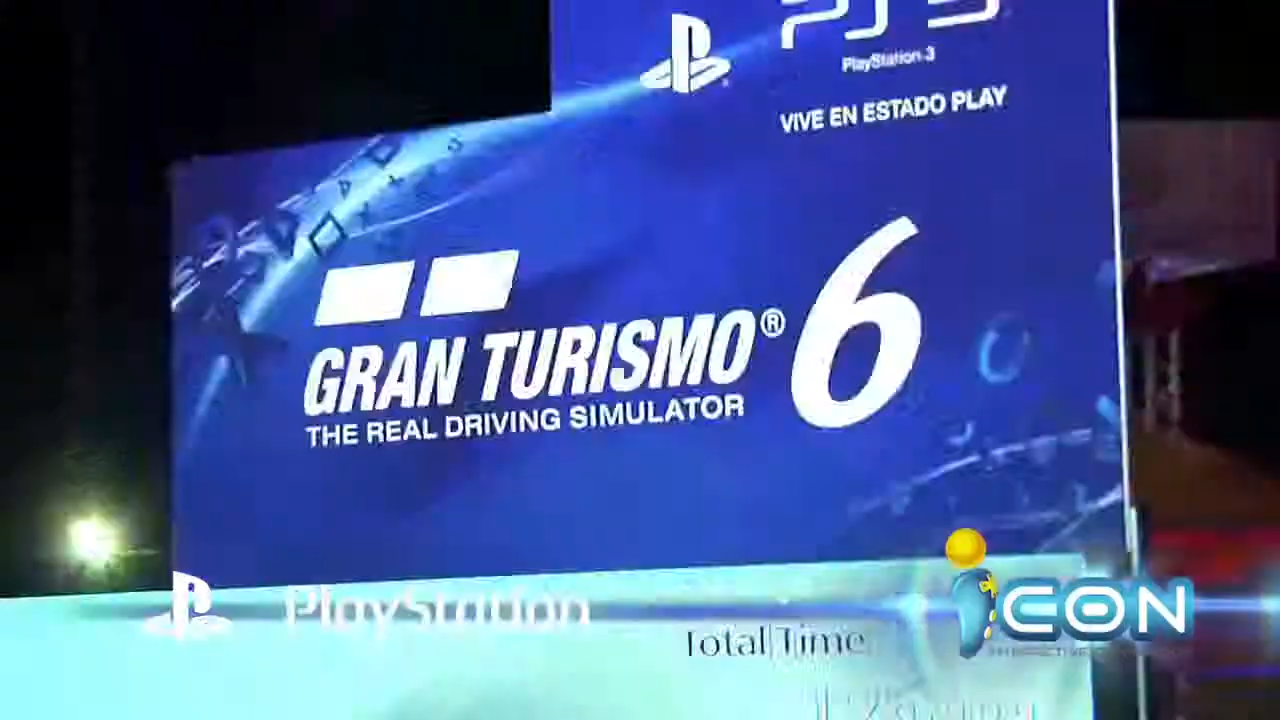 PS3
PlayStation 3
VIVE EN ESTADO PLAY
GRAN TURISMO® 6
THE REAL DRIVING SIMULATOR
PlayStation
Total Time
iCON